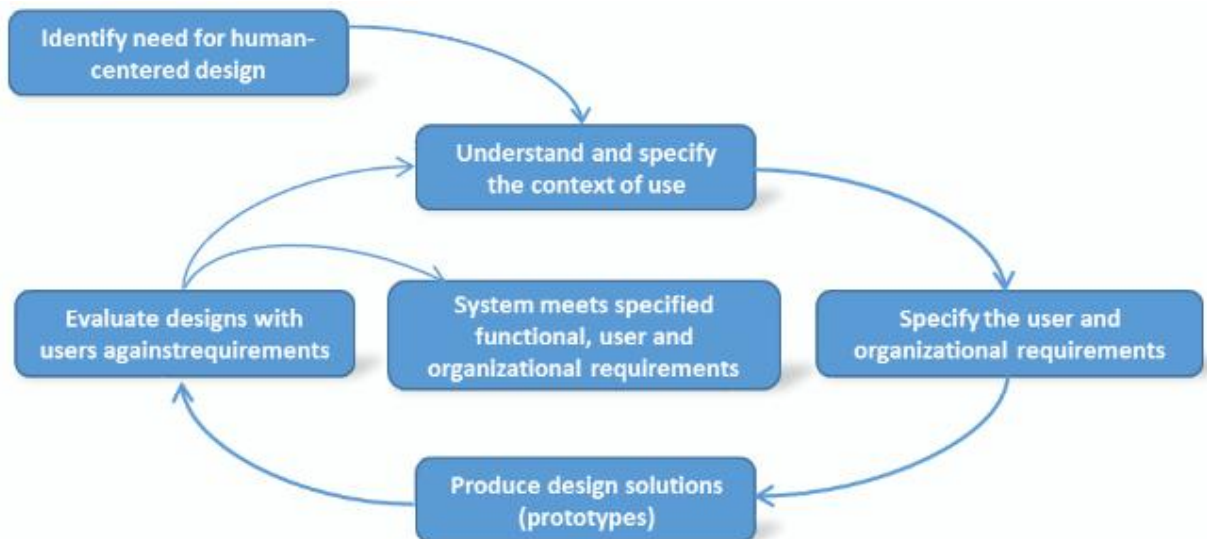 Identify need for human-
centered design
Understand and specify
the context of use
Evaluate designs with
users againstrequirements
System meets specified
functional, user and
organizational requirements
Specify the user and
organizational requirements
Produce design solutions
(prototypes)